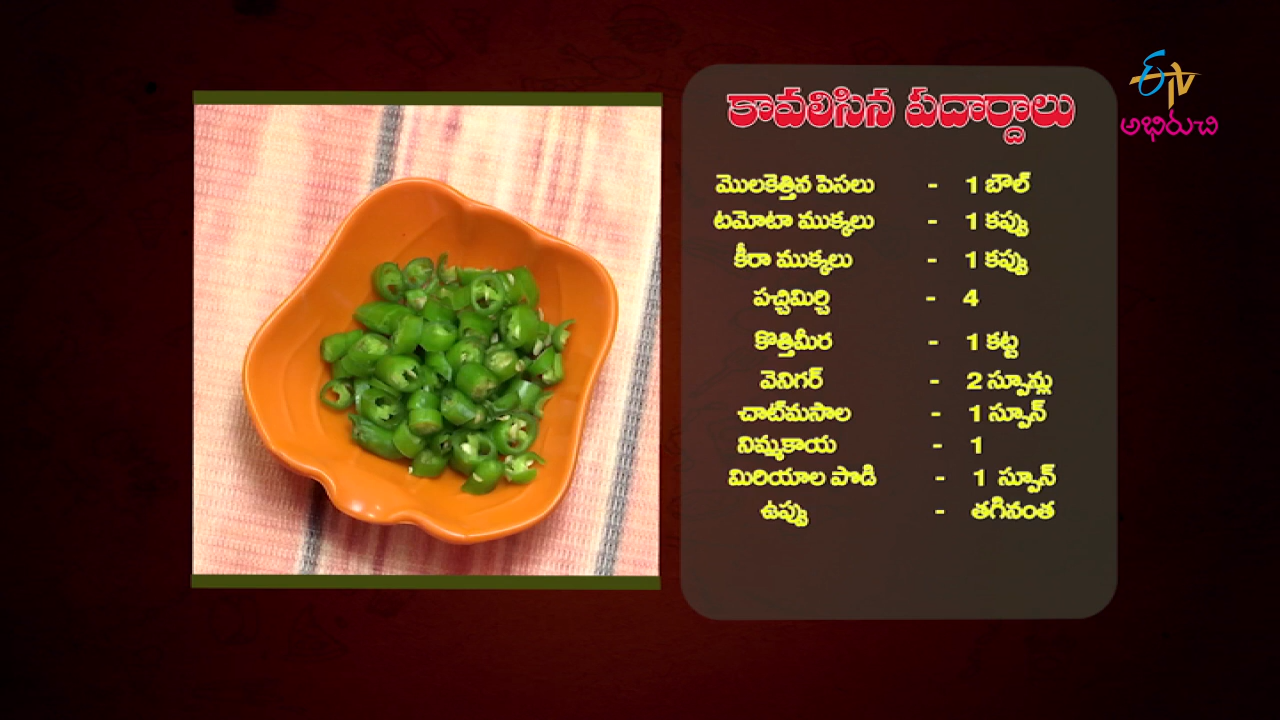 కావలిసిన పదార్దాలు
ETV
అభిరుచి
మొలకెత్తిన పెసలు - 1 బౌల్
టమోటా ముక్కలు - 1 కప్పు
కీరా ముక్కలు - 1 కప్పు
పచ్చిమిర్చి - 4
కొత్తిమీర - 1 కట్ట
వెనిగర్ - 2 స్పూన్లు
చాట్‌మసాల - 1 స్పూన్
నిమ్మకాయ - 1
మిరియాల పొడి - 1 స్పూన్
ఉప్పు - తగినంత